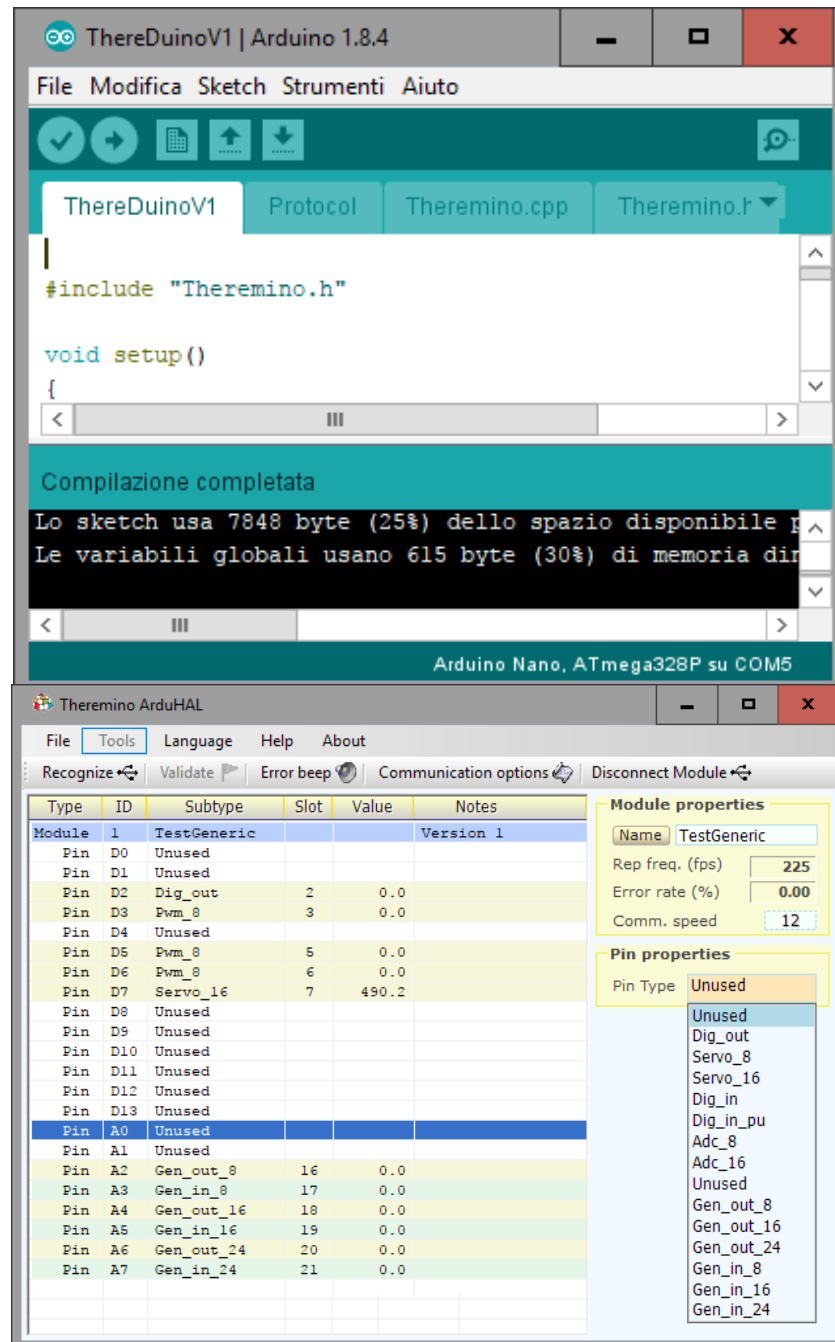 ThereDuinoV1 | Arduino 1.8.4
File Modifica Sketch Strumenti Aiuto
ThereDuinoV1 Protocol Theremino.cpp Theremino.h
#include "Theremino.h"
void setup()
{
Compilazione completata
Lo sketch usa 7848 byte (25%) dello spazio disponibile
Le variabili globali usano 615 byte (30%) di memoria
Arduino Nano, ATmega328P su COM5
Theremino ArduHAL
File Tools Language Help About
Recognize Validate Error beep Communication options Disconnect Module
Type ID Subtype Slot Value Notes
Module 1 TestGeneric Version 1
Pin D0 Unused
Pin D1 Unused
Pin D2 Dig_out 2 0.0
Pin D3 Pwm_8 3 0.0
Pin D4 Unused
Pin D5 Pwm_8 5 0.0
Pin D6 Pwm_8 6 0.0
Pin D7 Servo_16 7 490.2
Pin D8 Unused
Pin D9 Unused
Pin D10 Unused
Pin D11 Unused
Pin D12 Unused
Pin D13 Unused
Pin A0 Unused
Pin A1 Unused
Pin A2 Gen_out_8 16 0.0
Pin A3 Gen_in_8 17 0.0
Pin A4 Gen_out_16 18 0.0
Pin A5 Gen_in_16 19 0.0
Pin A6 Gen_out_24 20 0.0
Pin A7 Gen_in_24 21 0.0
Module properties
Name TestGeneric
Rep freq. (fps) 225
Error rate (%) 0.00
Comm. speed 12
Pin properties
Pin Type Unused
Unused
Dig_out
Servo_8
Servo_16
Dig_in
Dig_in_pu
Adc_8
Adc_16
Unused
Gen_out_8
Gen_out_16
Gen_out_24
Gen_in_8
Gen_in_16
Gen_in_24